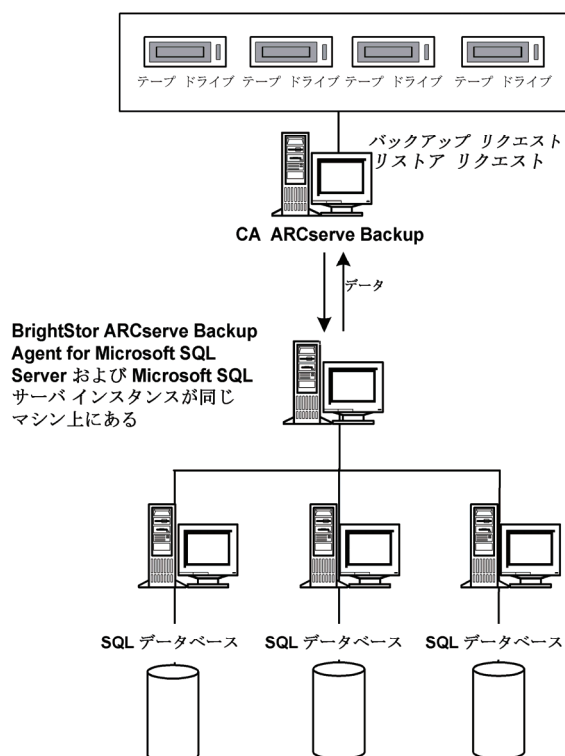 テープ ドライブ テープ ドライブ テープ ドライブ テープ ドライブ
バックアップ リクエスト
リストア リクエスト
CA ARCserve Backup
データ
BrightStor ARCserve Backup
Agent for Microsoft SQL
Server および Microsoft SQL
サーバ インスタンスが同じ
マシン上にある
SQL データベース SQL データベース SQL データベース